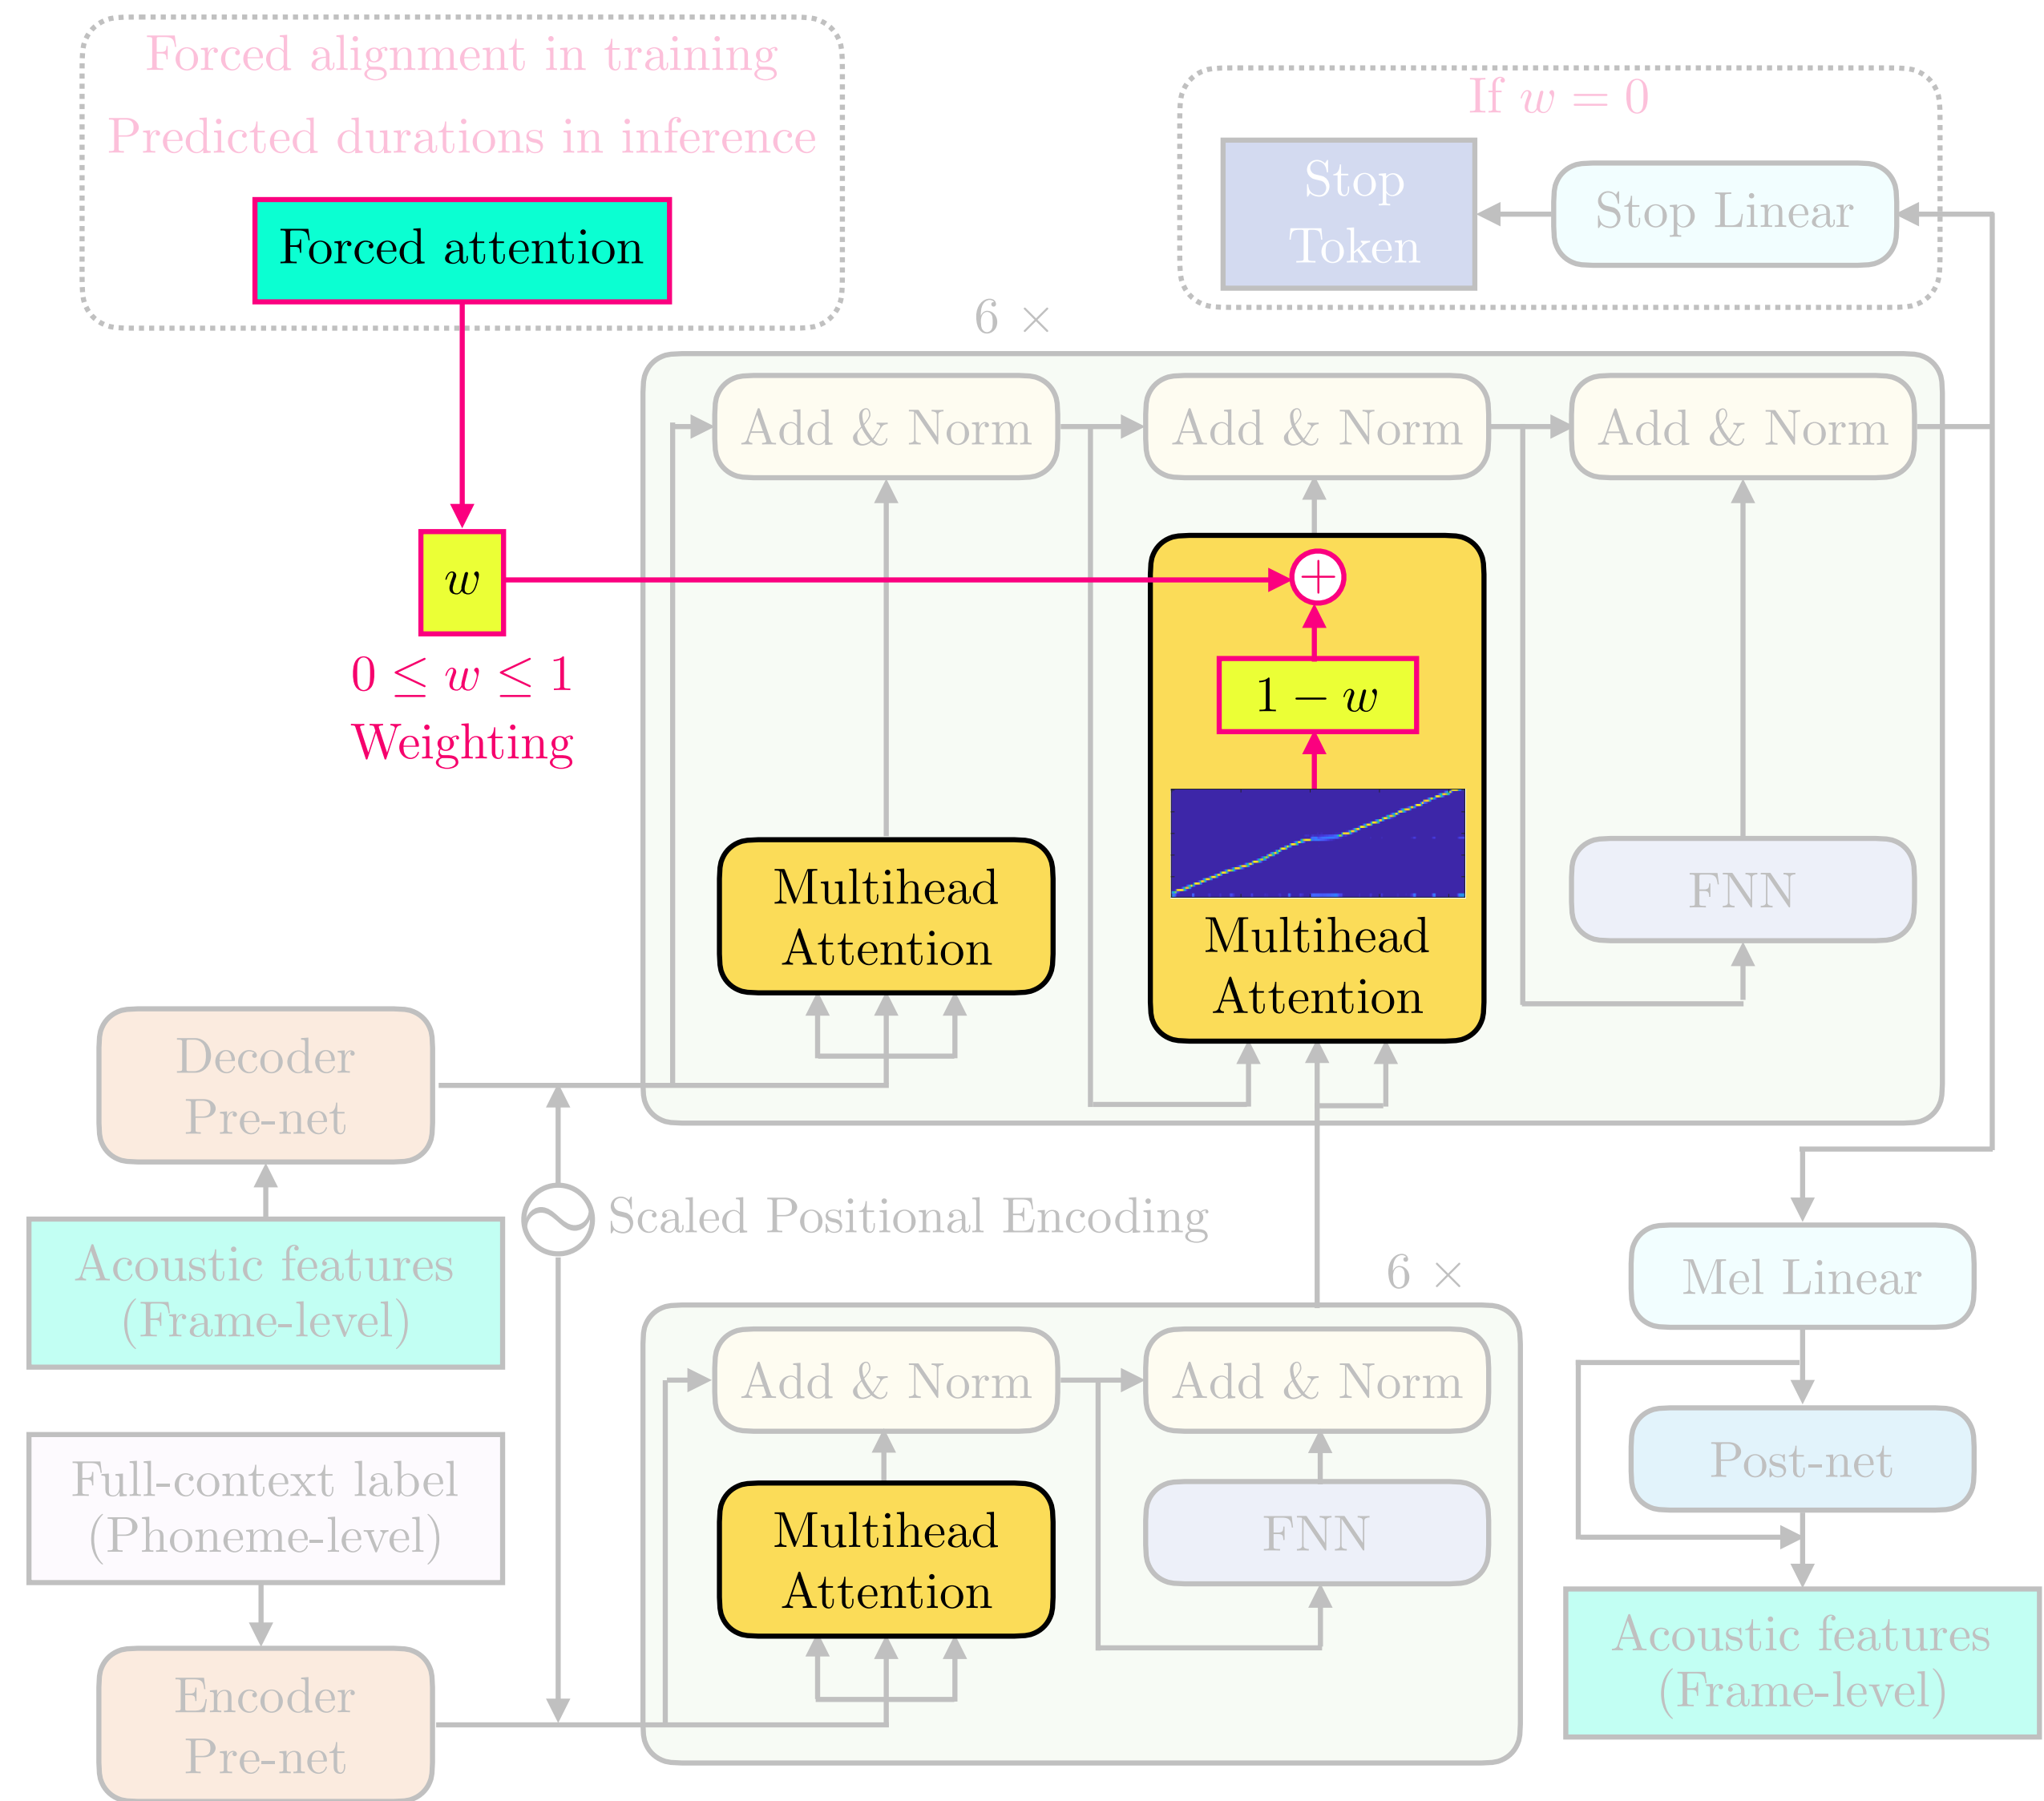 Forced alignment in training
Predicted durations in inference
Forced attention
If w = 0
Stop
Token
Stop Linear
6 ×
Add & Norm
Add & Norm
Add & Norm
w
0 ≤ w ≤ 1
Weighting
+
1 − w
Multihead
Attention
Multihead
Attention
FNN
Decoder
Pre-net
Scaled Positional Encoding
Acoustic features
(Frame-level)
6 ×
Mel Linear
Add & Norm
Add & Norm
Post-net
Full-context label
(Phoneme-level)
Multihead
Attention
FNN
Acoustic features
(Frame-level)
Encoder
Pre-net